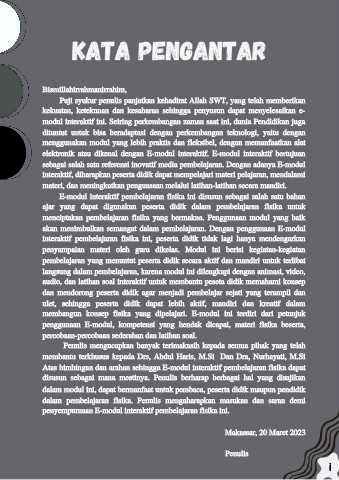 KATA PENGANTAR
Bismillahirrahmanirrahim,
Puji syukur penulis panjatkan kehadirat Allah SWT, yang telah memberikan
kekuatan, ketekunan dan kesabaran sehingga penyusun dapat menyelesaikan e-
modul interaktif ini. Seiring perkembangan zaman saat ini, dunia Pendidikan juga
dituntut untuk bisa beradaptasi dengan perkembangan teknologi, yaitu dengan
menggunakan modul yang lebih praktis dan fleksibel, dengan memanfaatkan alat
elektronik atau dikenal dengan E-modul interaktif. E-modul interaktif bertujuan
sebagai salah satu referensi inovatif media pembelajaran. Dengan adanya E-modul
interaktif, diharapkan peserta didik dapat mempelajari materi pelajaran, mendalami
materi, dan meningkatkan penguasaan melalui latihan-latihan secara mandiri.
E-modul interaktif pembelajaran fisika ini disusun sebagai salah satu bahan
ajar yang dapat digunakan peserta didik dalam pembelajaran fisika untuk
menciptakan pembelajaran fisika yang bermakna. Penggunaan modul yang baik
akan menimbulkan semangat dalam pembelajaran. Dengan penggunaan E-modul
interaktif pembelajaran fisika ini, peserta didik tidak lagi hanya mendengarkan
penyampaian materi oleh guru dikelas. Modul ini berisi kegiatan-kegiatan
pembelajaran yang menuntut peserta didik secara aktif dan mandiri untuk terlibat
langsung dalam pembelajaran, karena modul ini dilengkapi dengan animasi, video,
audio, dan latihan soal interaktif untuk membantu peseta didik memahami konsep
dan mendorong peserta didik agar menjadi pembelajar sejati yang terampil dan
ulet, sehingga peserta didik dapat lebih aktif, mandiri dan kreatif dalam
membangun konsep fisika yang dipelajari. E-modul ini terdiri dari petunjuk
penggunaan E-modul, kompetensi yang hendak dicapai, materi fisika beserta,
percobaan-percobaan sederhana dan latihan soal.
Penulis mengucapkan banyak terimakasih kepada semua pihak yang telah
membantu terkhusus kepada Drs, Abdul Haris, M.Si Dan Dra, Nurhayati, M.Si
Atas bimbingan dan arahan sehingga E-modul interaktif pembelajaran fisika dapat
disusun sebagai mana mestinya. Penulis berharap berbagai hal yang disajikan
dalam modul ini, dapat bermanfaat untuk pembaca, peserta didik maupun pendidik
dalam pembelajaran fisika. Penulis mengaharapkan masukan dan saran demi
penyempurnaan E-modul interaktif pembelajaran fisika ini.
Makassar, 20 Maret 2023
Penulis
i